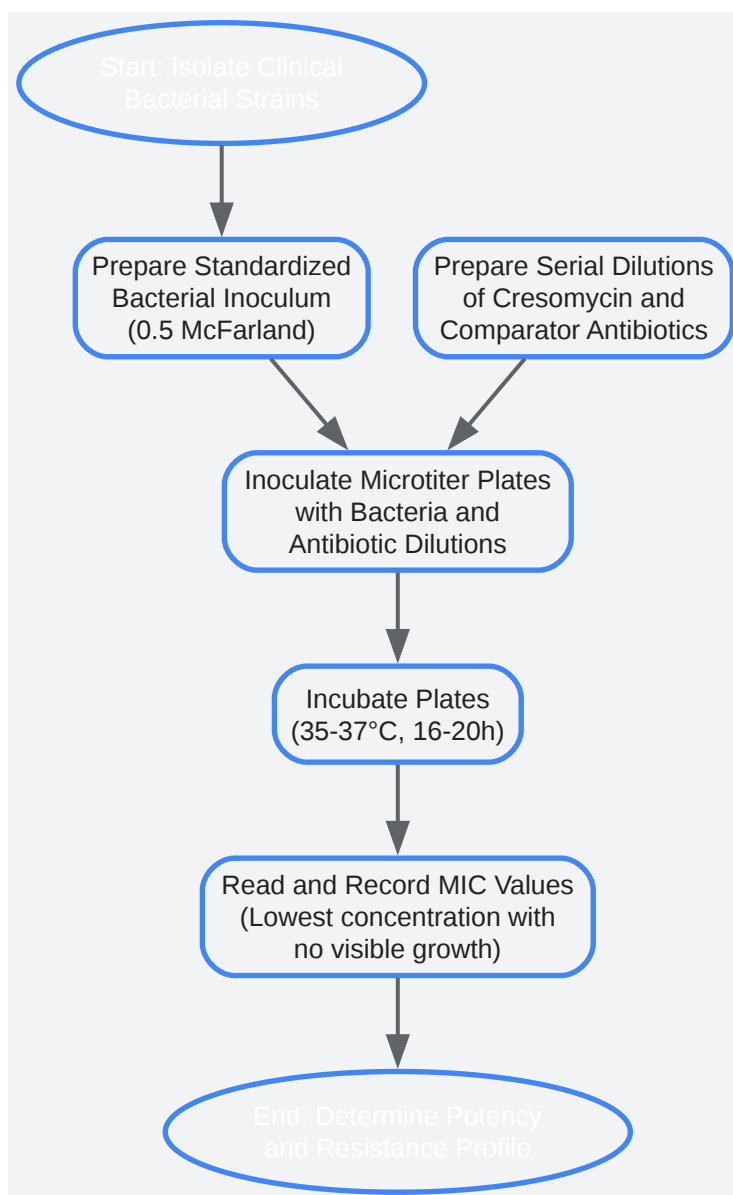 Start: Isolate Clinical
Bacterial Strains
Prepare Standardized
Bacterial Inoculum
(0.5 McFarland)
Prepare Serial Dilutions
of Cresomycin and
Comparator Antibiotics
Inoculate Microtiter Plates
with Bacteria and
Antibiotic Dilutions
Incubate Plates
(35-37°C, 16-20h)
Read and Record MIC Values
(Lowest concentration with
no visible growth)
End: Determine Potency
and Resistance Profile